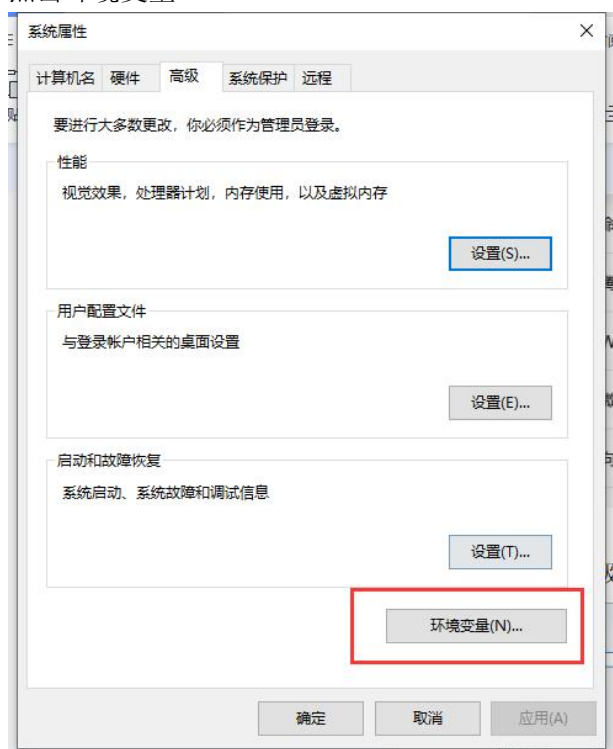 系统属性
计算机名 硬件 高级 系统保护 远程
要进行大多数更改，你必须作为管理员登录。
性能
视觉效果，处理器计划，内存使用，以及虚拟内存
设置(S)...
用户配置文件
与登录帐户相关的桌面设置
设置(E)...
启动和故障恢复
系统启动、系统故障和调试信息
设置(T)...
环境变量(N)...
确定 取消 应用(A)